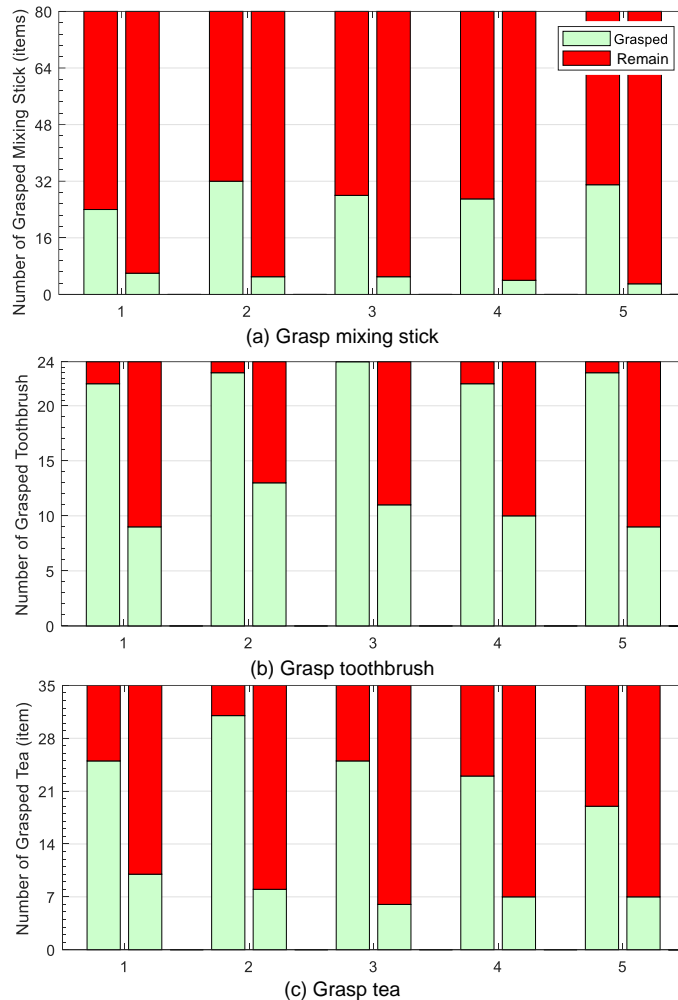 Number of Grasped Mixing Stick (items)
80
64
48
32
16
0
Grasped
Remain
1 2 3 4 5
(a) Grasp mixing stick
Number of Grasped Toothbrush
24
20
15
10
5
0
1 2 3 4 5
(b) Grasp toothbrush
Number of Grasped Tea (item)
35
28
21
14
7
0
1 2 3 4 5
(c) Grasp tea